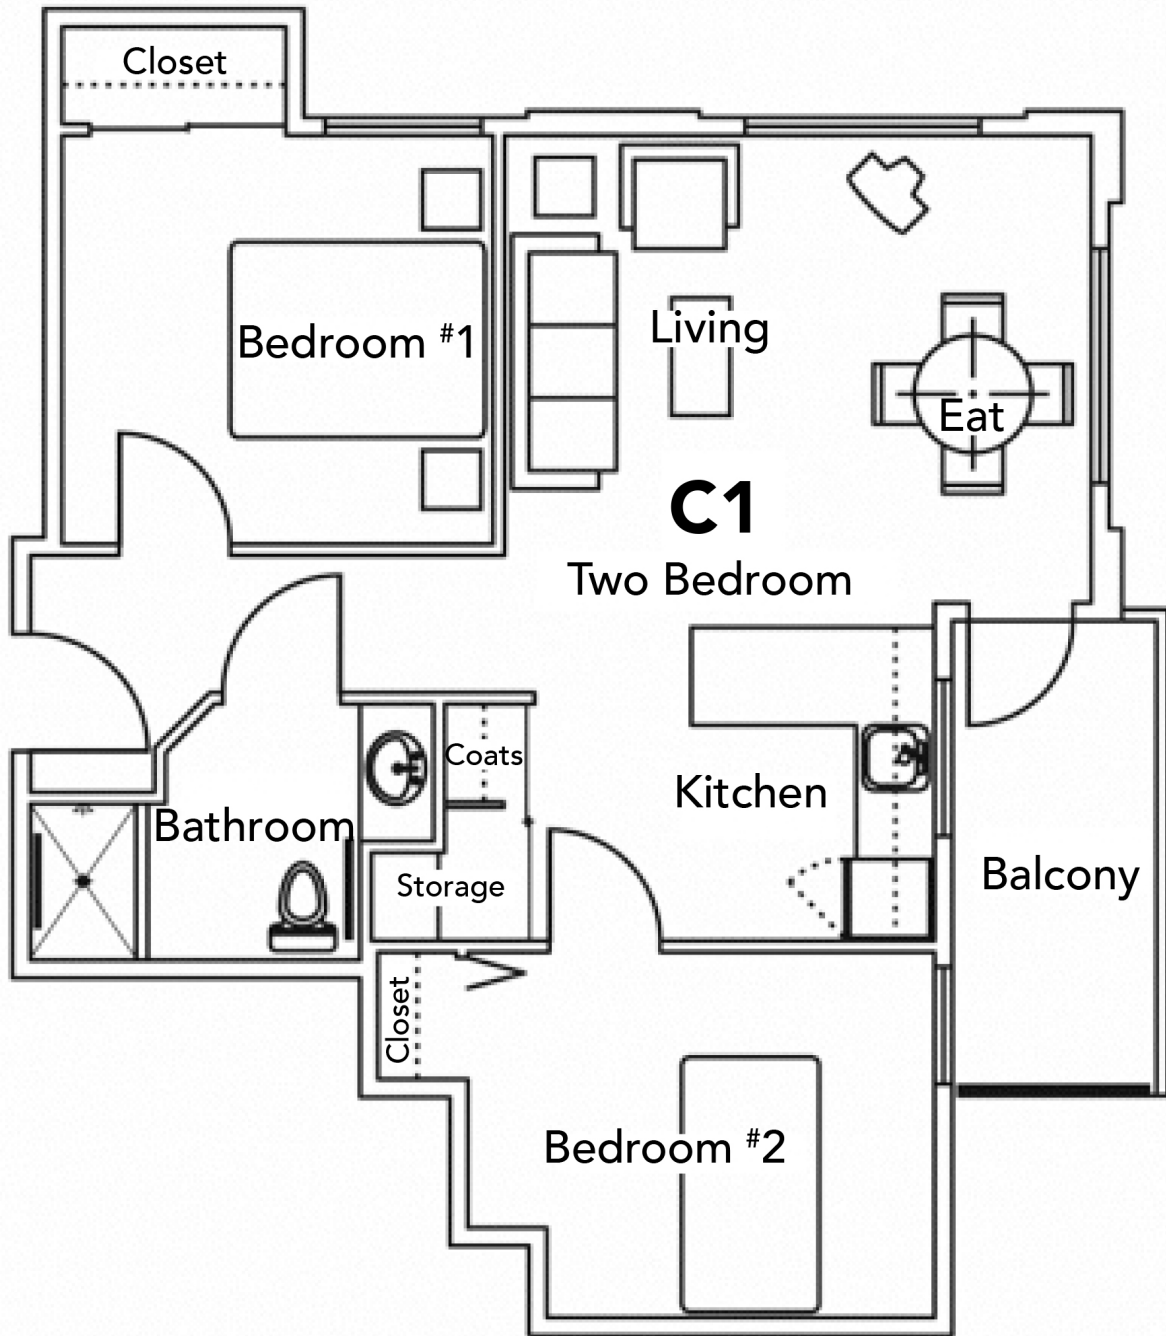 Closet
Bedroom #1
Living
Eat
C1
Two Bedroom
Coats
Kitchen
Bathroom
Storage
Balcony
Closet
Bedroom #2